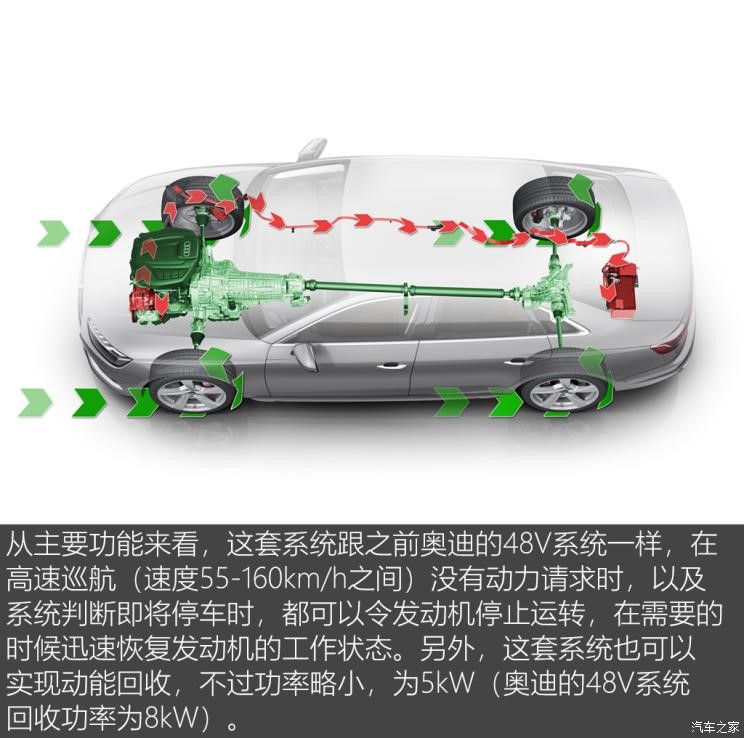 从主要功能来看，这套系统跟之前奥迪的48V系统一样，在
高速巡航（速度55-160km/h之间）没有动力请求时，以及
系统判断即将停车时，都可以令发动机停止运转，在需要的
时候迅速恢复发动机的工作状态。另外，这套系统也可以
实现动能回收，不过功率略小，为5kW（奥迪的48V系统
回收功率为8kW）。
汽车之家